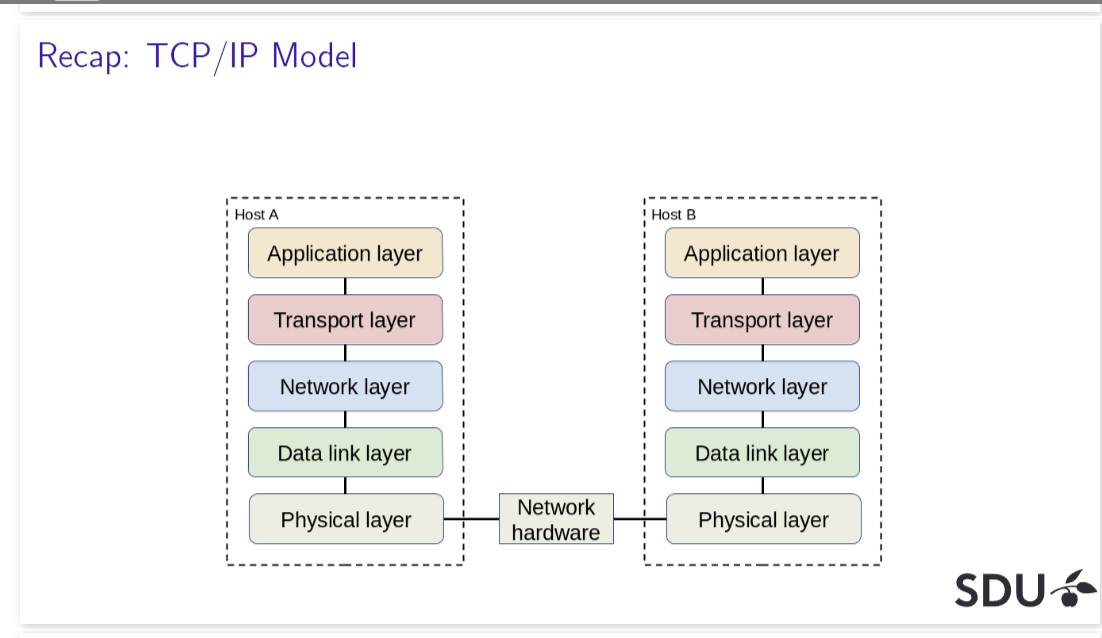 Recap: TCP/IP Model
Host A
Application layer
Transport layer
Network layer
Data link layer
Physical layer
Network
hardware
Host B
Application layer
Transport layer
Network layer
Data link layer
Physical layer
SDU